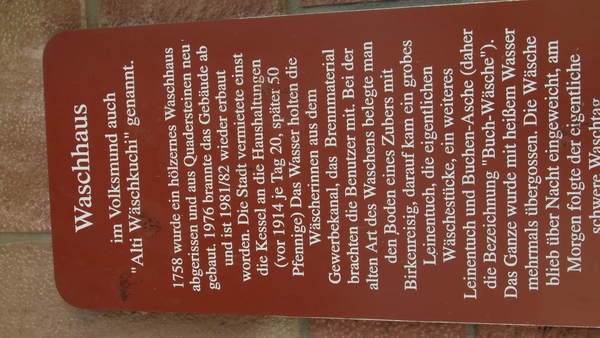 Waschhaus
im Volksmund auch
"Alti Wäschkuchi" genannt.
1758 wurde ein hölzernes Waschhaus
abgerissen und aus Quadersteinen neu
gebaut. 1976 brannte das Gebäude ab
und ist 1981/82 wieder erbaut
worden. Die Stadt vermietete einst
die Kessel an die Haushaltungen
(vor 1914 je Tag 20, später 50
Pfennige) Das Wasser holten die
Wäscherinnen aus dem
Gewerbekanal, das Brennmaterial
brachten die Benutzer mit. Bei der
alten Art des Waschens belegte man
den Boden eines Zubers mit
Birkenreisig, darauf kam ein grobes
Leinentuch, die eigentlichen
Wäschestücke, ein weiteres
Leinentuch und Buchen-Asche (daher
die Bezeichnung "Buch-Wäsche").
Das Ganze wurde mit heißem Wasser
mehrmals übergossen. Die Wäsche
blieb über Nacht eingeweicht, am
Morgen folgte der eigentliche
schwere Waschtag